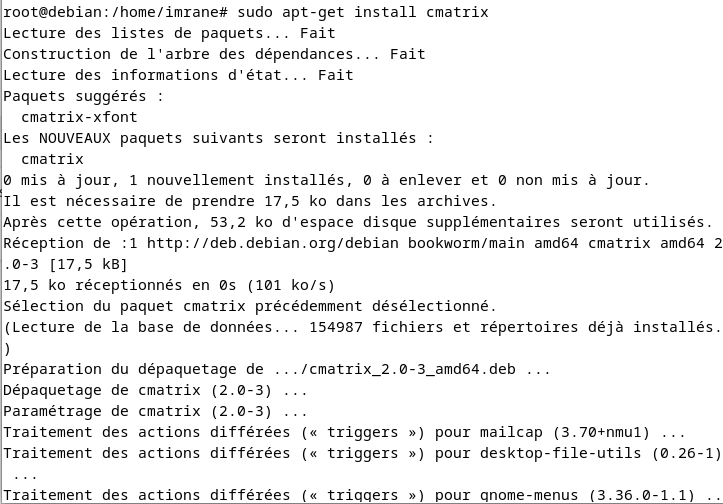 root@debian:/home/imrane# sudo apt-get install cmatrix
Lecture des listes de paquets... Fait
Construction de l'arbre des dépendances... Fait
Lecture des informations d'état... Fait
Paquets suggérés :
  cmatrix-xfont
Les NOUVEAUX paquets suivants seront installés :
  cmatrix
0 mis à jour, 1 nouvellement installés, 0 à enlever et 0 non mis à jour.
Il est nécessaire de prendre 17,5 ko dans les archives.
Après cette opération, 53,2 ko d'espace disque supplémentaires seront utilisés.
Réception de :1 http://deb.debian.org/debian bookworm/main amd64 cmatrix amd64 2
.0-3 [17,5 kB]
17,5 ko réceptionnés en 0s (101 ko/s)
Sélection du paquet cmatrix précédemment désélectionné.
(Lecture de la base de données... 154987 fichiers et répertoires déjà installés.
)
Préparation du dépaquetage de .../cmatrix_2.0-3_amd64.deb ...
Dépaquetage de cmatrix (2.0-3) ...
Paramétrage de cmatrix (2.0-3) ...
Traitement des actions différées (« triggers ») pour mailcap (3.70+nmu1) ...
Traitement des actions différées (« triggers ») pour desktop-file-utils (0.26-1)
 ...
Traitement des actions différées (« triggers ») pour gnome-menus (3.36.0-1.1) ..